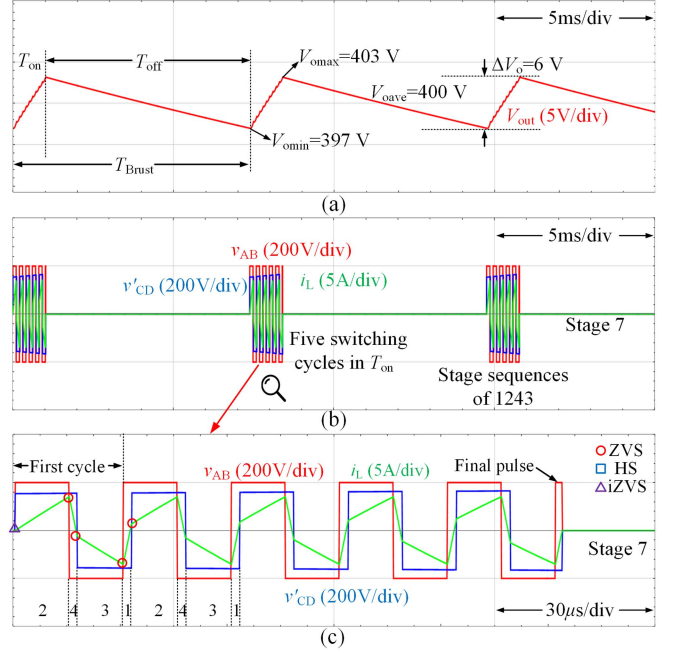 5ms/div
Ton
Toff
Vomax=403 V
ΔVo=6 V
Voave=400 V
Vout (5V/div)
Vomin=397 V
TBrust
(a)
5ms/div
vAB (200V/div)
v'CD (200V/div)
iL (5A/div)
Stage 7
Five switching
cycles in Ton
Stage sequences
of 1243
(b)
First cycle
vAB (200V/div)
iL (5A/div)
Final pulse
ZVS
HS
iZVS
Stage 7
v'CD (200V/div)
30μs/div
2 4 3 1 2 4 3 1
(c)